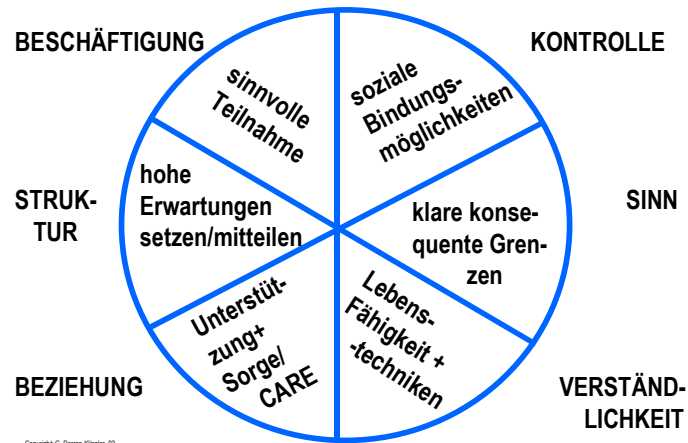 BESCHÄFTIGUNG
KONTROLLE
sinnvolle
Teilnahme
soziale
Bindungs-
möglichkeiten
STRUK-
TUR
hohe
Erwartungen
setzen/mitteilen
klare konse-
quente Gren-
zen
SINN
Unterstüt-
zung+
Sorge/
CARE
Lebens-
Fähigkeit +
-techniken
BEZIEHUNG
VERSTÄND-
LICHKEIT